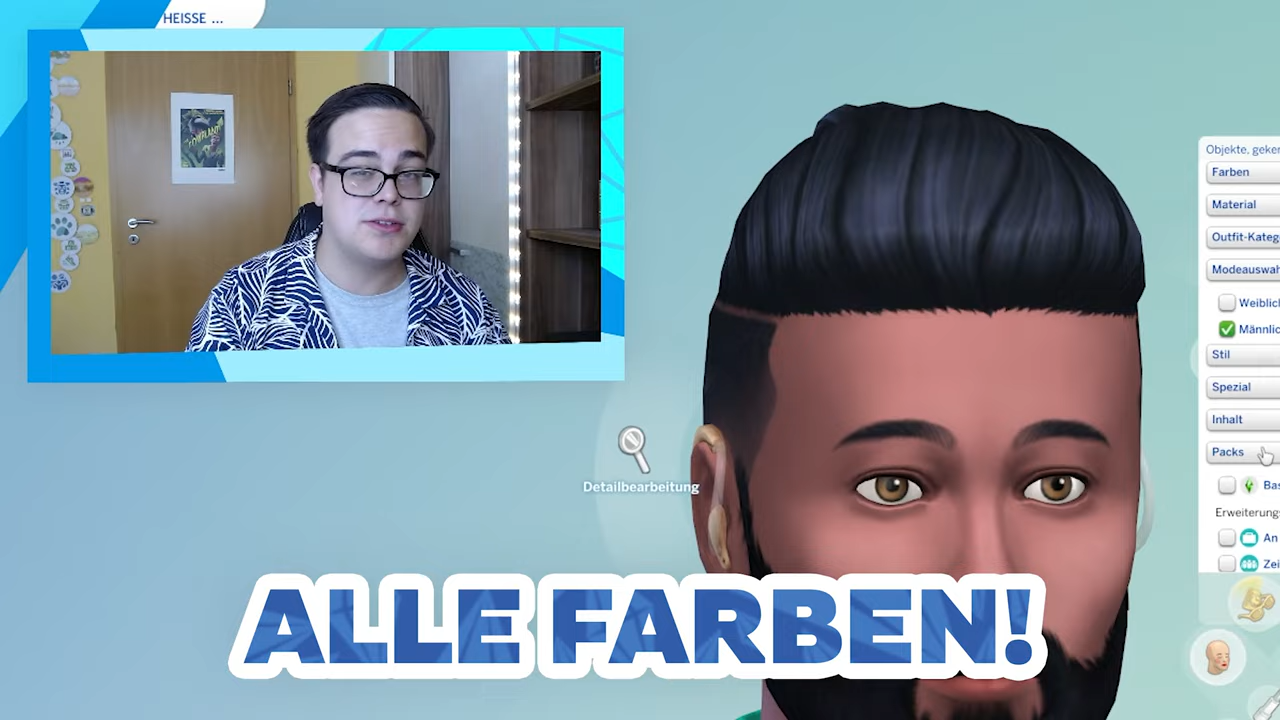 HEISSE ...
Objekte, geken
Farben
Material
Outfit-Kateg
Modeauswah
Weiblich
Männlic
Stil
Spezial
Inhalt
Packs
Bas
Erweiterung
An
Zei
Detailbearbeitung
ALLE FARBEN!